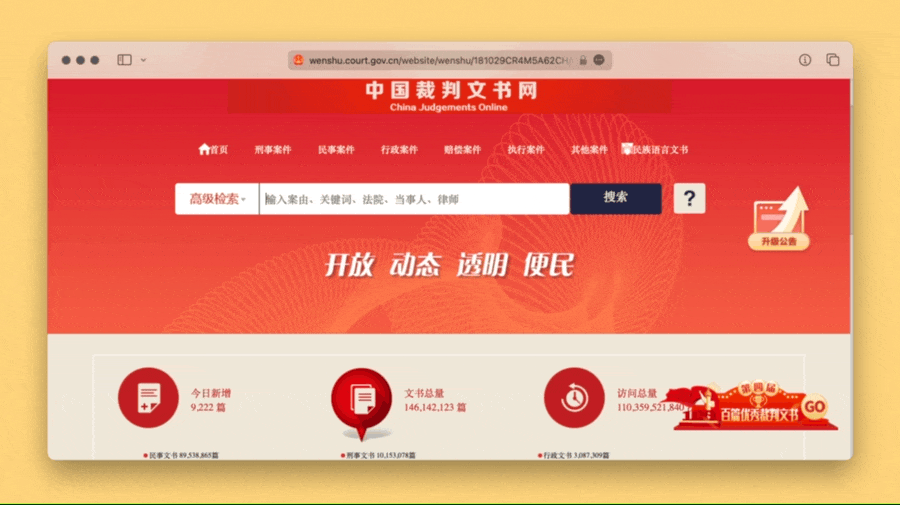 wenshu.court.gov.cn/website/wenshu/181029CR4M5A62CH/
中国裁判文书网
China Judgements Online
首页 刑事案件 民事案件 行政案件 赔偿案件 执行案件 其他案件 民族语言文书
高级检索 输入案由、关键词、法院、当事人、律师 搜索 ?
升级公告
开放 动态 透明 便民
今日新增 文书总量 访问总量
9,222 篇 146,142,123 篇 110,359,521,840
第四届
百篇优秀裁判文书 GO
民事文书 89,538,865篇 刑事文书 10,153,078篇 行政文书 3,087,309篇